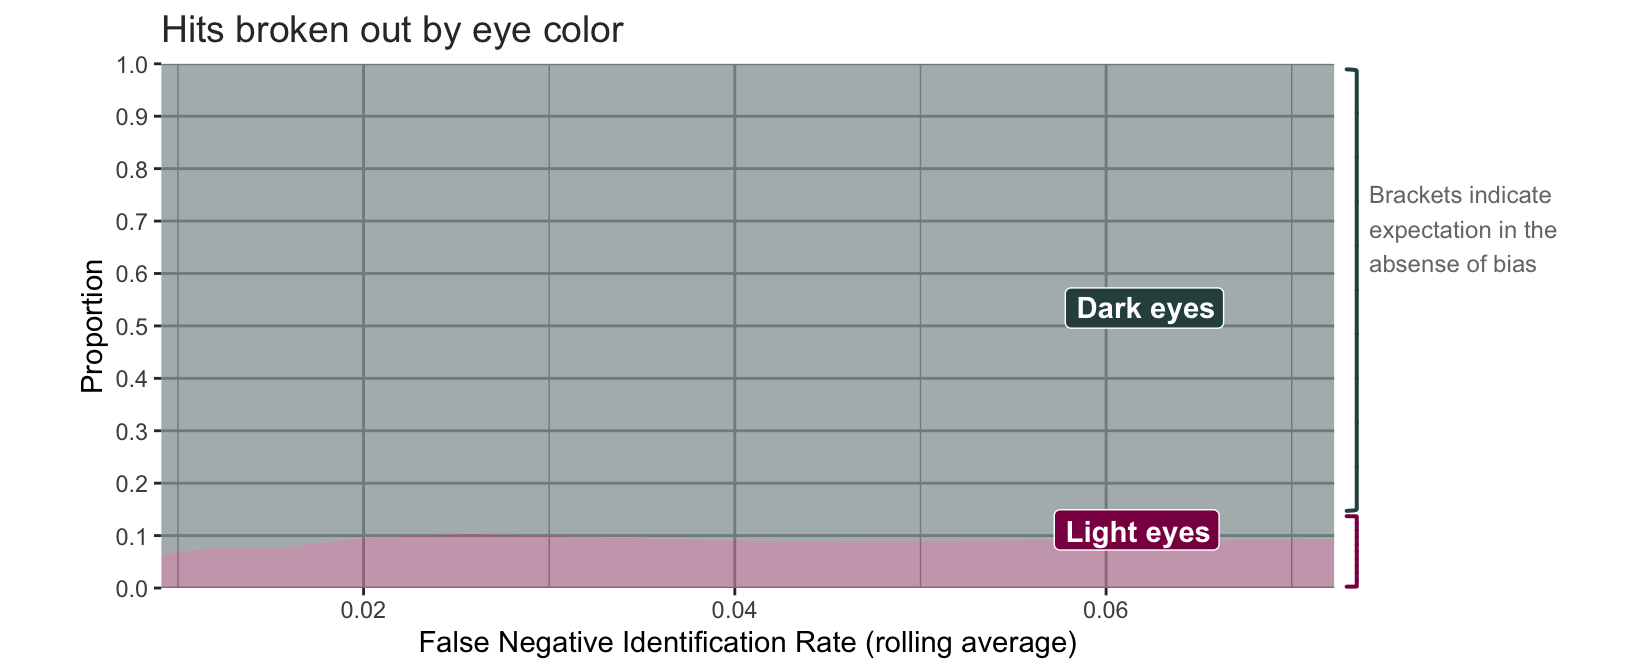 Hits broken out by eye color
1.0
0.9
0.8
0.7
0.6
0.5
0.4
0.3
0.2
0.1
0.0
Proportion
Dark eyes
Light eyes
Brackets indicate
expectation in the
absense of bias
0.02
0.04
0.06
False Negative Identification Rate (rolling average)